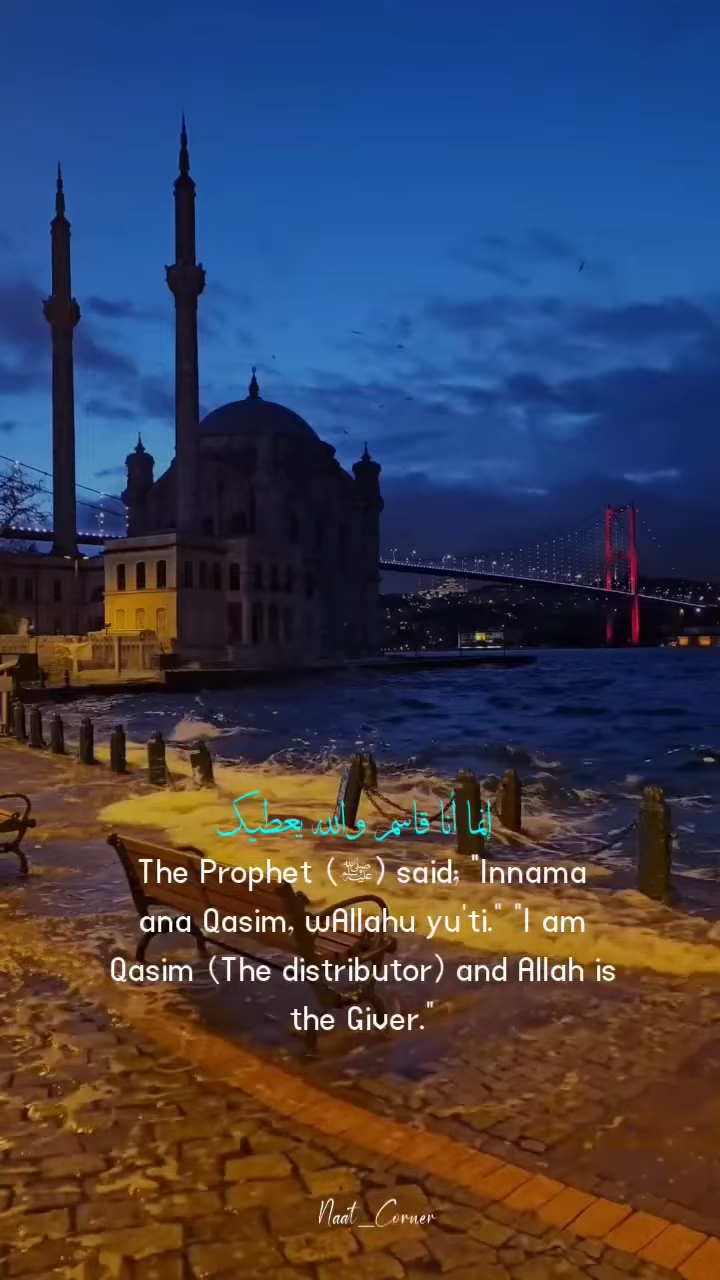 إنما أنا قاسم والله يعطيك
The Prophet (ﷺ) said; "Innama
ana Qasim, wAllahu yu'ti." "I am
Qasim (The distributor) and Allah is
the Giver."
Naat_Corner